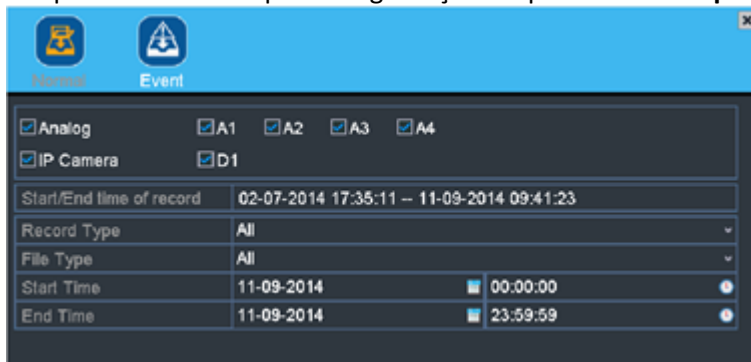 Normal Event
Analog A1 A2 A3 A4
IP Camera D1
Start/End time of record 02-07-2014 17:35:11 -- 11-09-2014 09:41:23
Record Type All
File Type All
Start Time 11-09-2014 00:00:00
End Time 11-09-2014 23:59:59